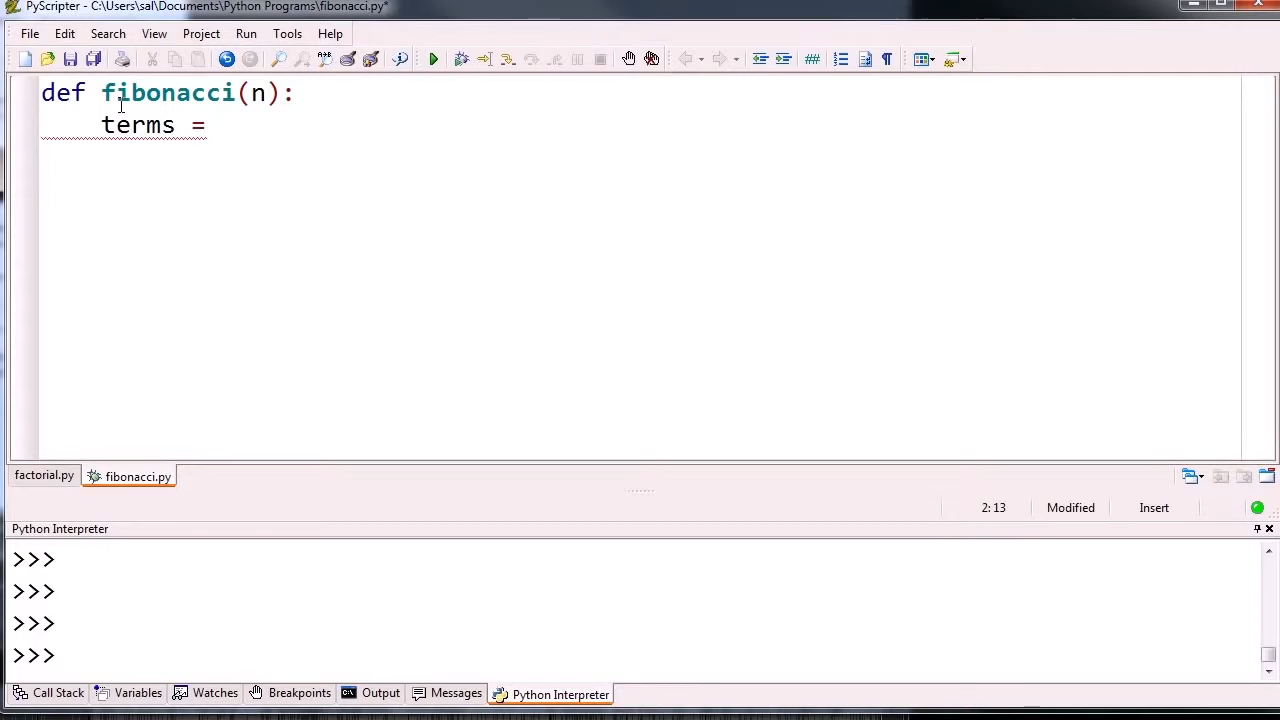 PyScripter - C:\Users\sal\Documents\Python Programs\fibonacci.py*
File Edit Search View Project Run Tools Help
def fibonacci(n):
    terms =
factorial.py fibonacci.py
2: 13 Modified Insert
Python Interpreter
>>>
>>>
>>>
>>>
Call Stack Variables Watches Breakpoints Output Messages Python Interpreter